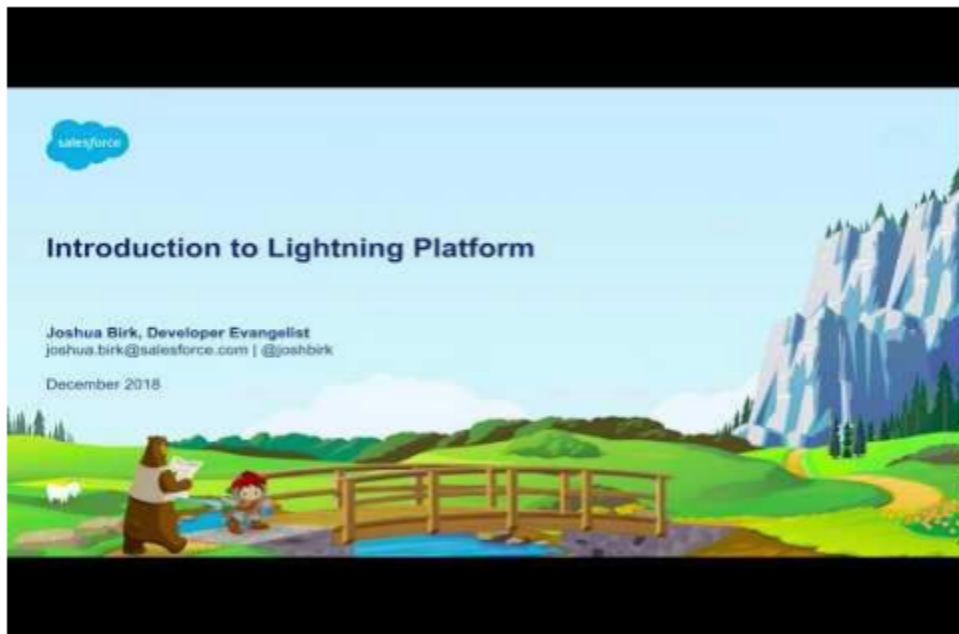 salesforce
Introduction to Lightning Platform
Joshua Birk, Developer Evangelist
joshua.birk@salesforce.com | @joshbirk
December 2018